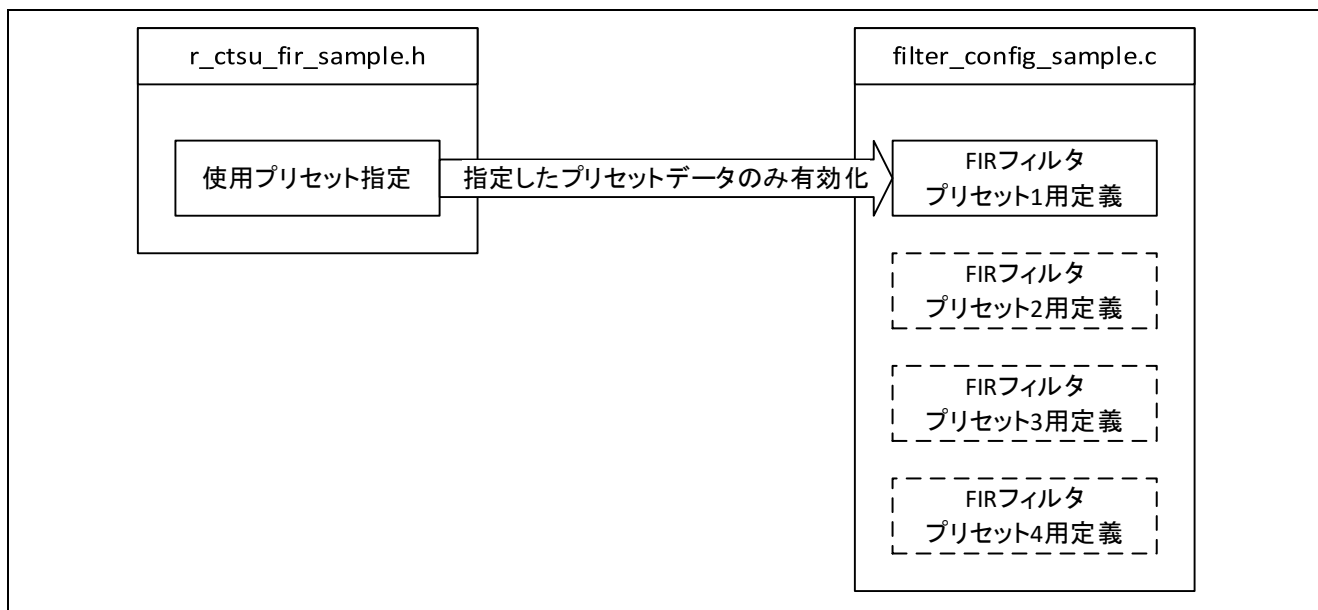 r_ctsu_fir_sample.h
使用プリセット指定
指定したプリセットデータのみ有効化
filter_config_sample.c
FIRフィルタ
プリセット1用定義
FIRフィルタ
プリセット2用定義
FIRフィルタ
プリセット3用定義
FIRフィルタ
プリセット4用定義